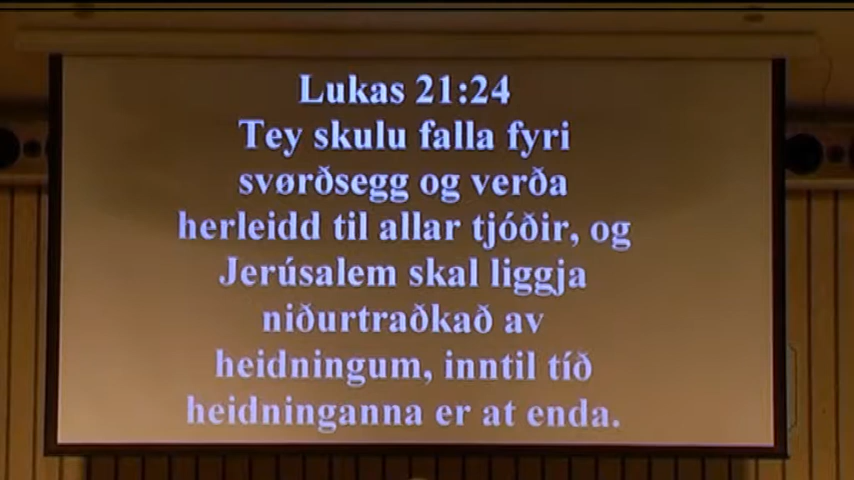 Lukas 21:24
Tey skulu falla fyri
svørðsegg og verða
herleidd til allar tjóðir, og
Jerúsalem skal liggja
niðurtraðkað av
heidningum, inntil tíð
heidninganna er at enda.